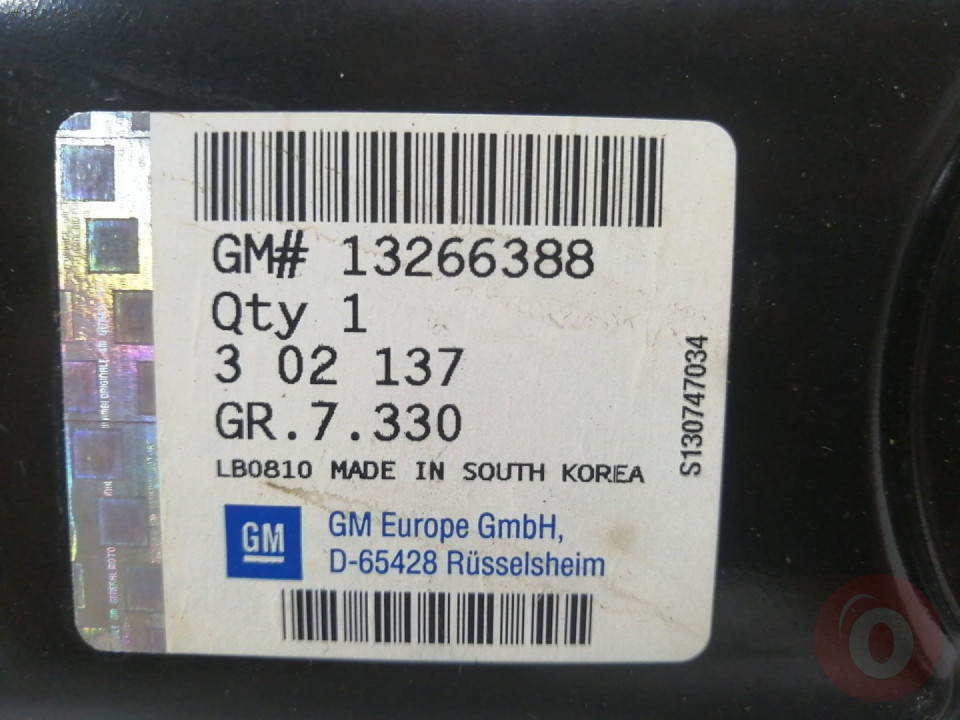 GM# 13266388
Qty 1
3 02 137
GR.7.330
LB0810 MADE IN SOUTH KOREA
GM
GM Europe GmbH,
D-65428 Rüsselsheim
S130747034